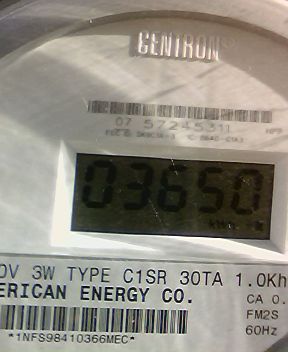 CENTRON®
07 57245311
03650
0V 3W TYPE C1SR 30TA 1.0Kh
ERICAN ENERGY CO.
CA 0.
FM2S
*1NFS98410366MEC*
60Hz